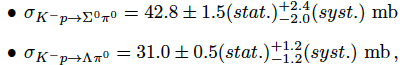 • σ_{K⁻p→Σ⁰π⁰} = 42.8 ± 1.5(stat.)^{+2.4}_{−2.0}(syst.) mb
• σ_{K⁻p→Λπ⁰} = 31.0 ± 0.5(stat.)^{+1.2}_{−1.2}(syst.) mb ,